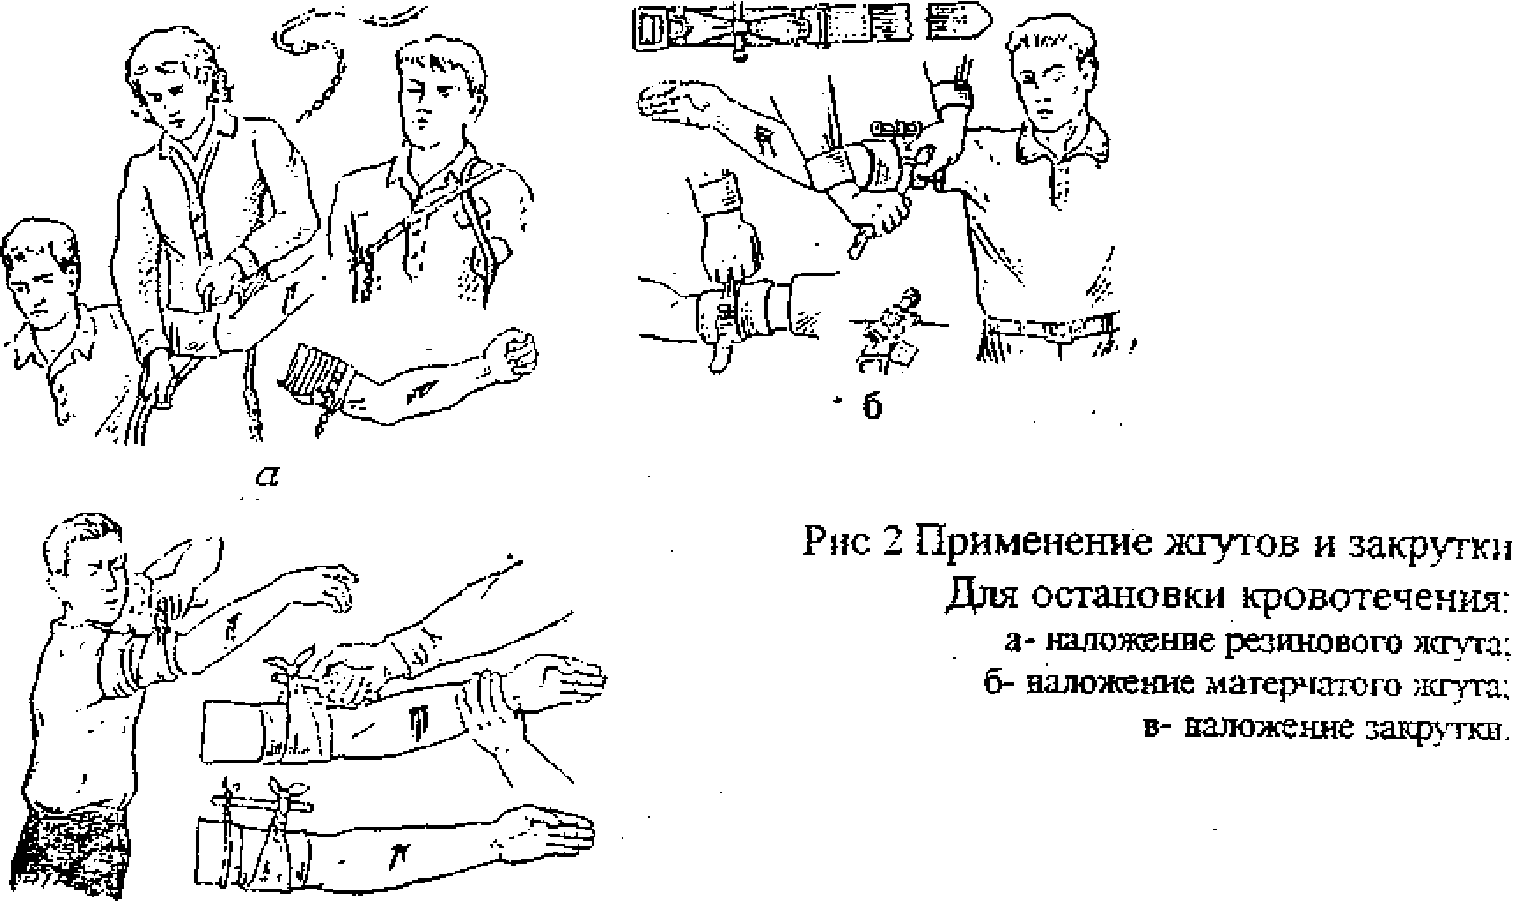 а
б
Рис 2 Применение жгутов и закрутки
Для остановки кровотечения:
а- наложение резинового жгута;
б- наложение матерчатого жгута;
в- наложение закрутки.